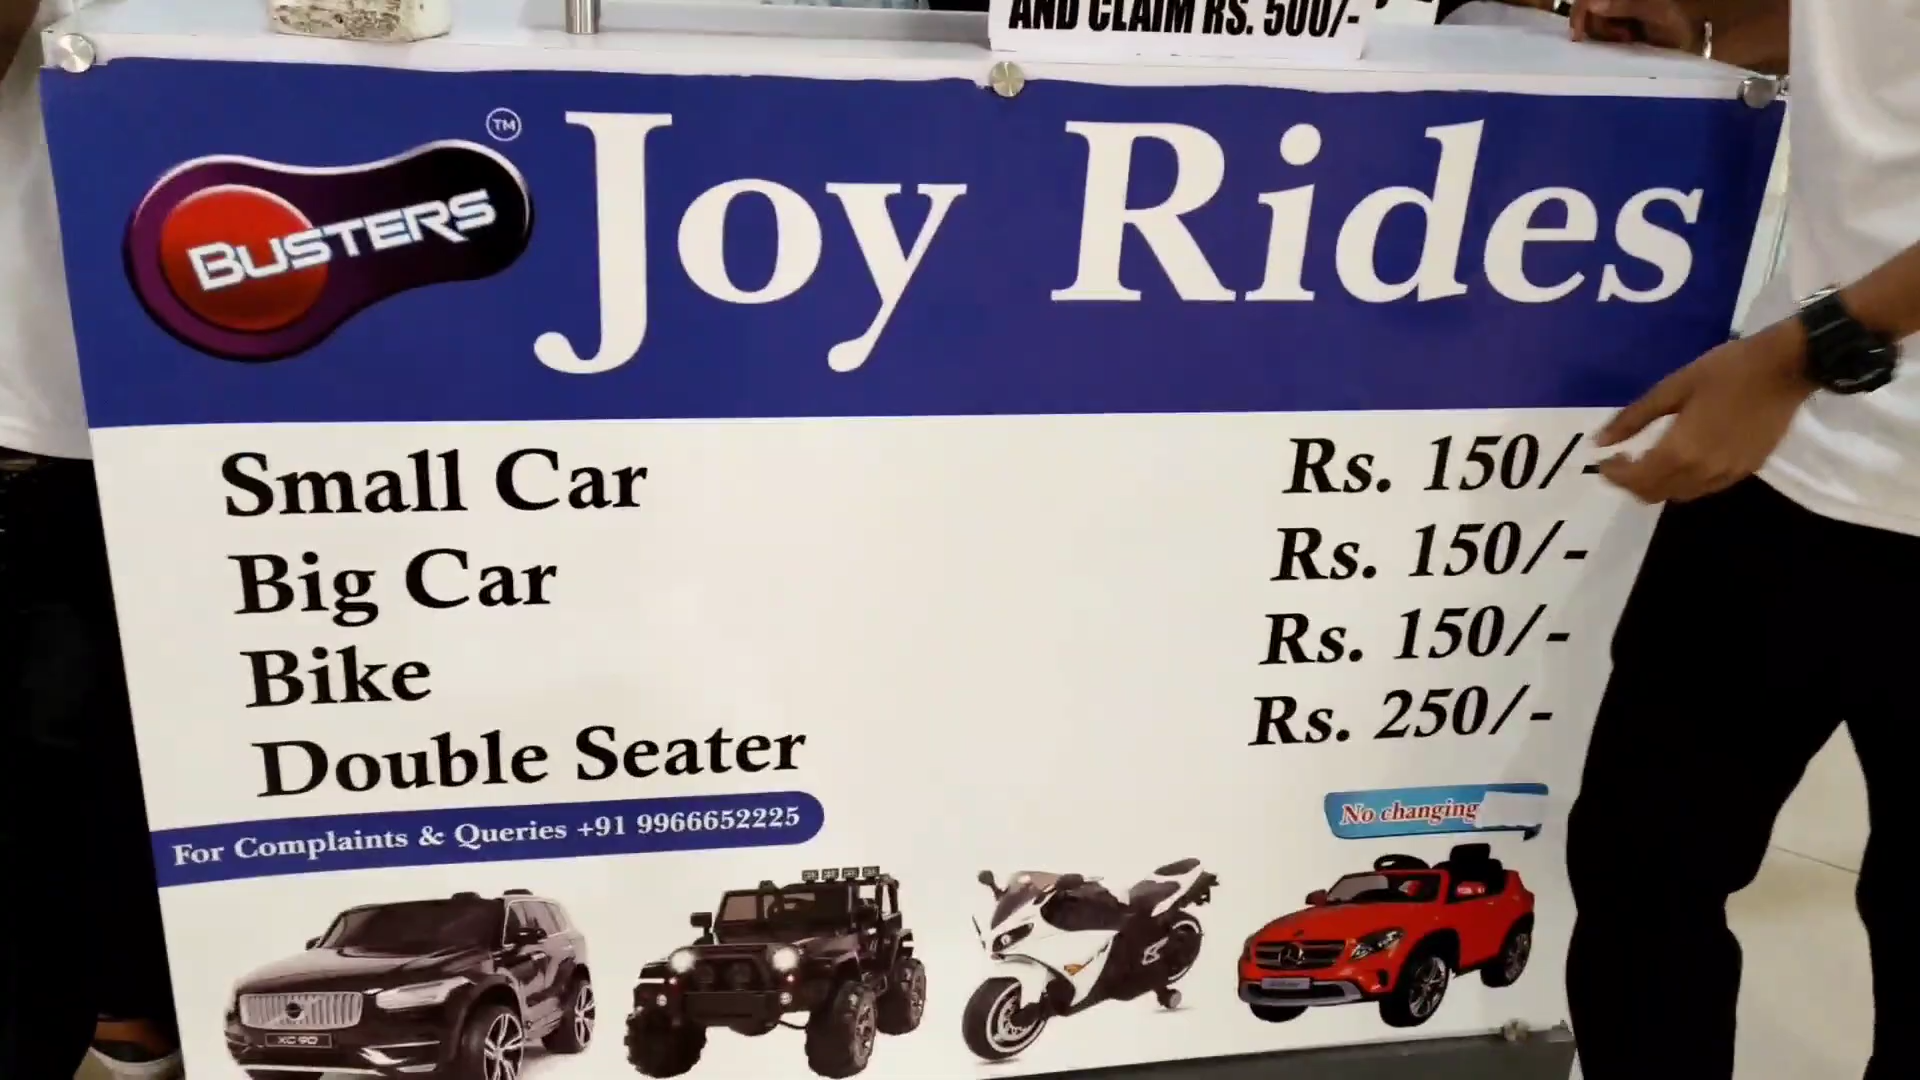 AND CLAIM RS. 500/-
BUSTERS
TM
Joy Rides
Small Car Rs. 150/-
Big Car Rs. 150/-
Bike Rs. 150/-
Double Seater Rs. 250/-
For Complaints & Queries +91 9966652225
No changing
XC 90